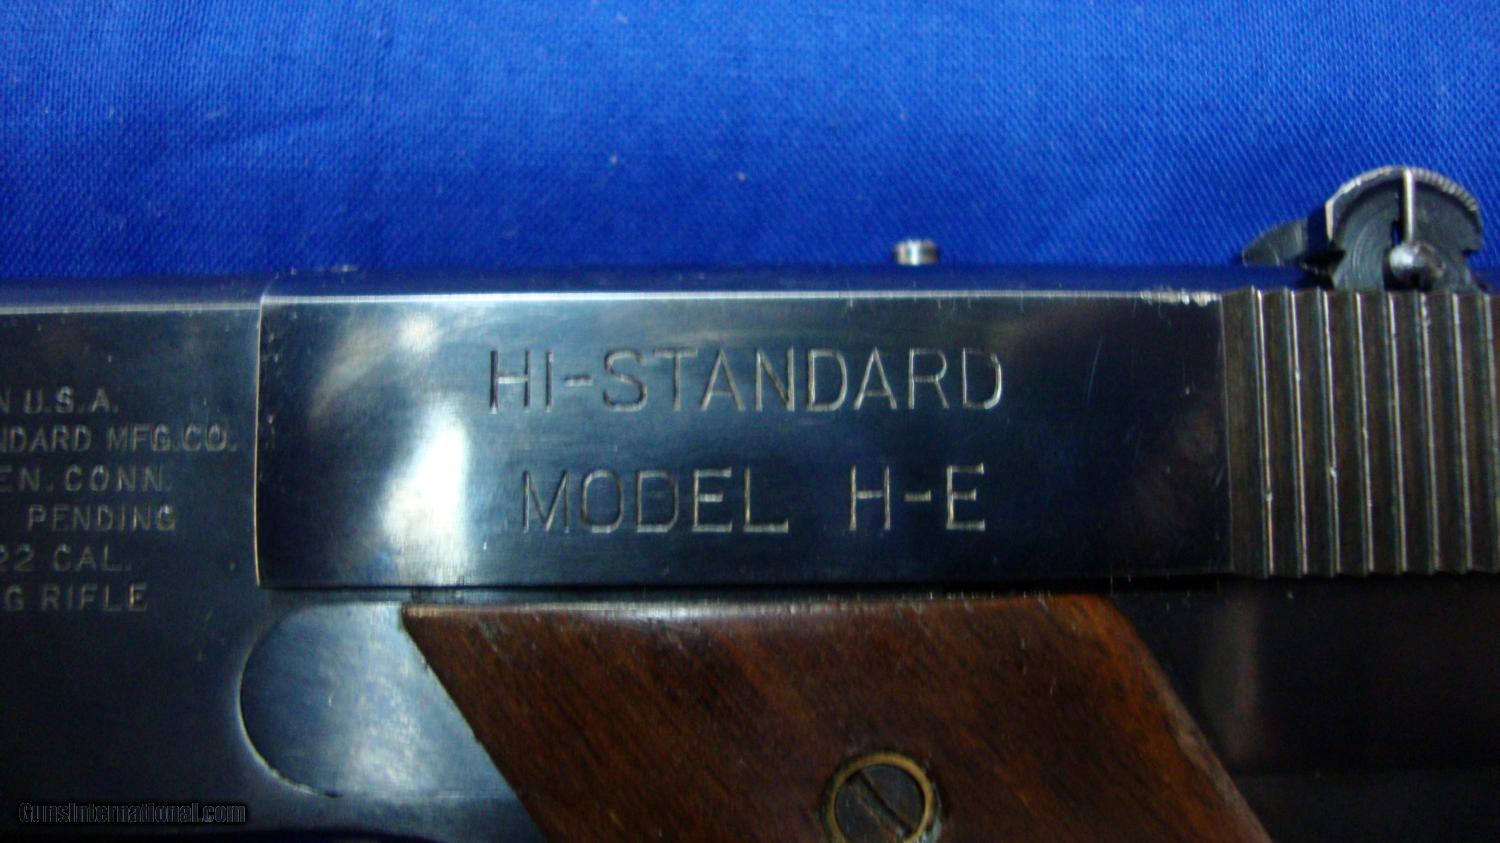 N U.S.A.
NDARD MFG.CO.
EN. CONN.
PENDING
22 CAL.
G RIFLE
HI-STANDARD
MODEL H-E
GunsInternational.com